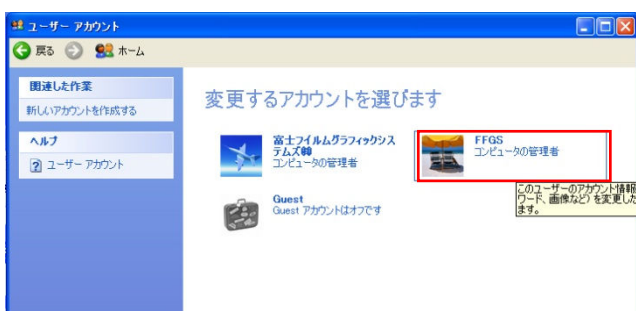 ユーザー アカウント
戻る ホーム
関連した作業
新しいアカウントを作成する
ヘルプ
ユーザー アカウント
変更するアカウントを選びます
富士フイルムグラフィックシス
テムズ㈱
コンピュータの管理者
FFGS
コンピュータの管理者
このユーザーのアカウント情報
ワード、画像など) を変更した
ます。
Guest
Guest アカウントはオフです